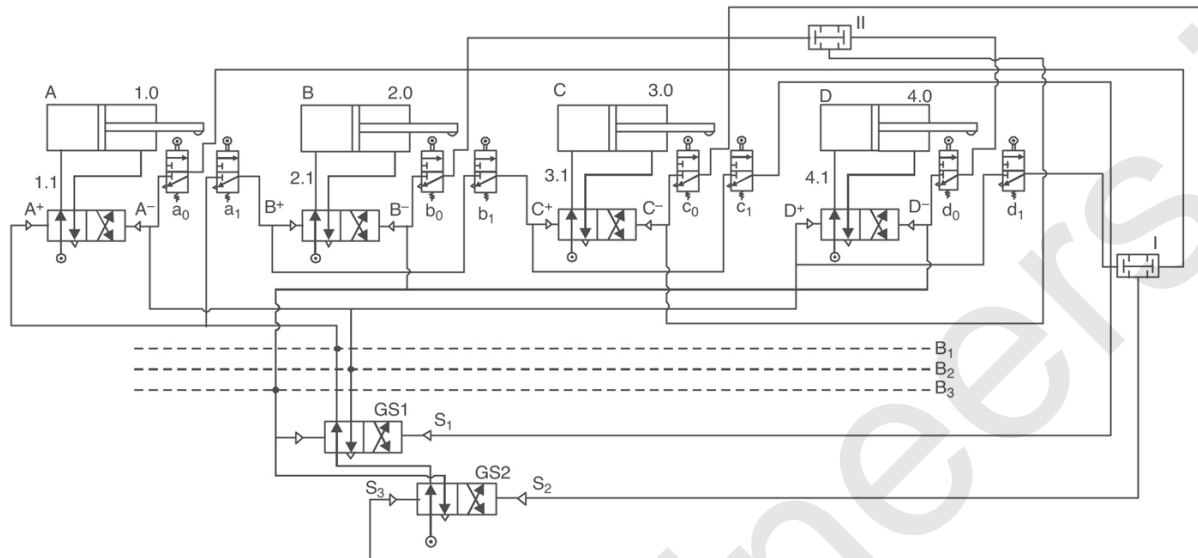 II
A 1.0
B 2.0
C 3.0
D 4.0
1.1
2.1
3.1
4.1
A+ A− a0 a1
B+ B− b0 b1
C+ C− c0 c1
D+ D− d0 d1
I
B1
B2
B3
GS1 S1
S3 GS2 S2
neers